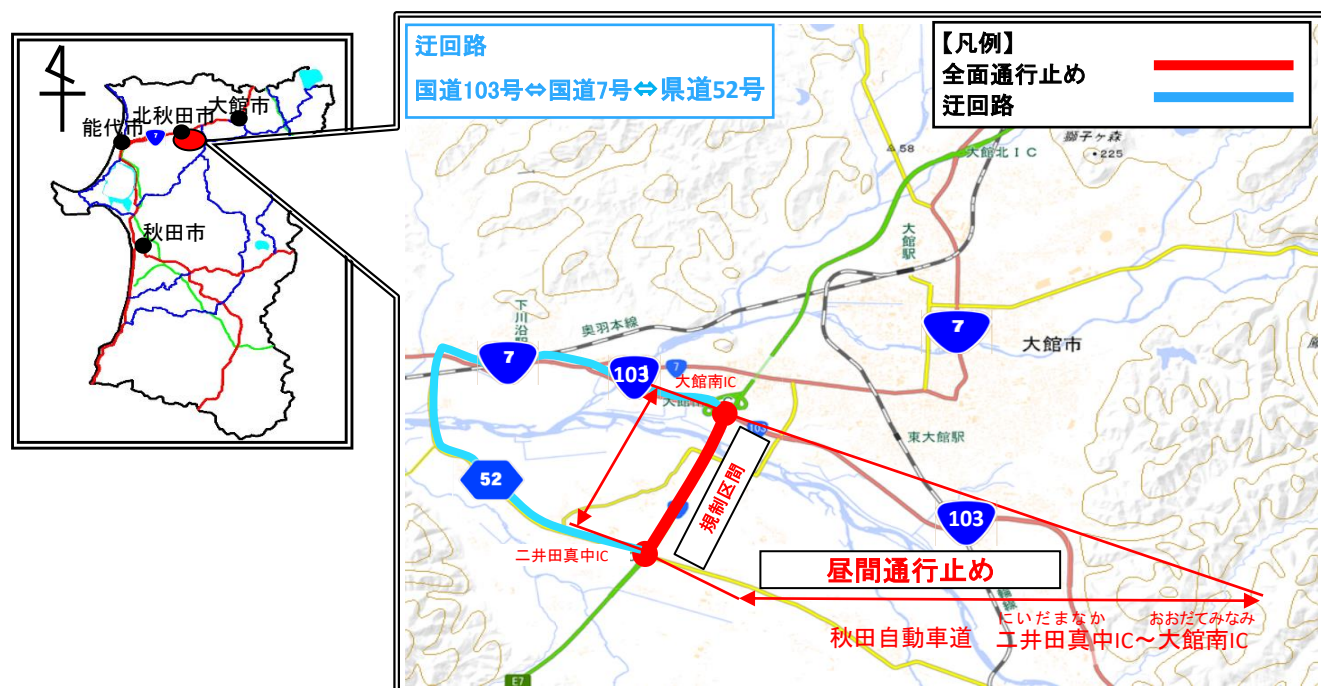 大館市
北秋田市
能代市
7
秋田市
迂回路
国道103号⇔国道7号⇔県道52号
【凡例】
全面通行止め
迂回路
獅子ヶ森
・225
△58
大館北IC
大館駅
下川沿駅
奥羽本線
7
7
7
103
大館南IC
大館市
103
東大館駅
52
規制区間
103
二井田真中IC
昼間通行止め
秋田自動車道
にいだまなか
おおだてみなみ
二井田真中IC～大館南IC
E7